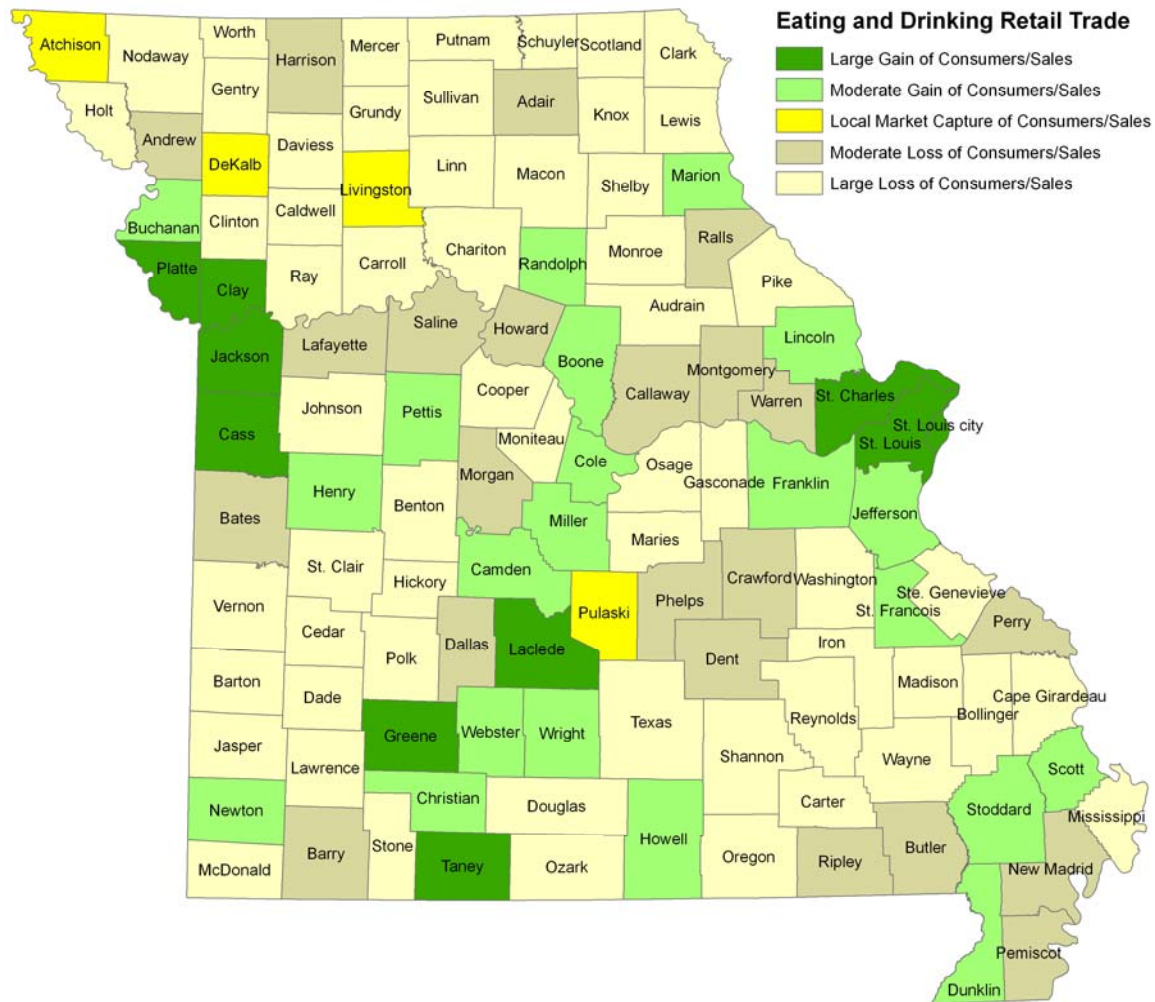 Eating and Drinking Retail Trade
Large Gain of Consumers/Sales
Moderate Gain of Consumers/Sales
Local Market Capture of Consumers/Sales
Moderate Loss of Consumers/Sales
Large Loss of Consumers/Sales
Atchison
Nodaway
Worth
Harrison
Mercer
Putnam
Schuyler
Scotland
Clark
Holt
Gentry
Grundy
Sullivan
Adair
Knox
Lewis
Andrew
DeKalb
Daviess
Livingston
Linn
Macon
Shelby
Marion
Buchanan
Clinton
Caldwell
Chariton
Randolph
Monroe
Ralls
Platte
Clay
Ray
Carroll
Audrain
Pike
Jackson
Lafayette
Saline
Howard
Boone
Callaway
Montgomery
Lincoln
Warren
St. Charles
St. Louis city
St. Louis
Cass
Johnson
Pettis
Cooper
Moniteau
Cole
Osage
Gasconade
Franklin
Jefferson
Bates
Henry
Benton
Morgan
Miller
Maries
St. Clair
Hickory
Camden
Pulaski
Phelps
Crawford
Washington
Ste. Genevieve
St. Francois
Perry
Vernon
Cedar
Polk
Dallas
Laclede
Dent
Iron
Madison
Bollinger
Cape Girardeau
Barton
Dade
Greene
Webster
Wright
Texas
Shannon
Reynolds
Wayne
Jasper
Lawrence
Christian
Douglas
Howell
Carter
Stoddard
Scott
Mississippi
Newton
McDonald
Barry
Stone
Taney
Ozark
Oregon
Ripley
Butler
New Madrid
Pemiscot
Dunklin